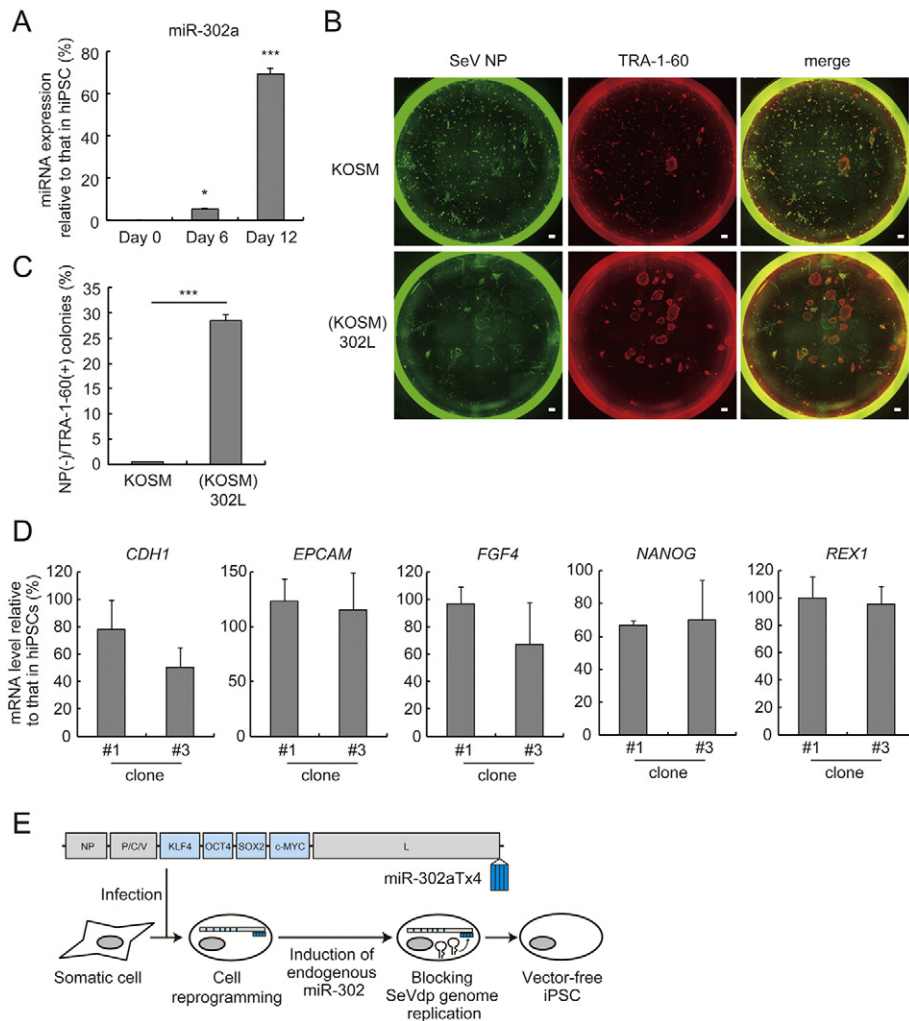 A
miR-302a
miRNA expression
relative to that in hiPSC (%)
80
60
40
20
0
*
***
Day 0 Day 6 Day 12
B
SeV NP TRA-1-60 merge
KOSM
(KOSM)
302L
C
NP(-)/TRA-1-60(+) colonies (%)
35
30
25
20
15
10
5
0
***
KOSM (KOSM)
302L
D
mRNA level relative
to that in hiPSCs (%)
CDH1
120
100
80
60
40
20
0
#1 #3
clone
EPCAM
150
100
50
0
#1 #3
clone
FGF4
120
100
80
60
40
20
0
#1 #3
clone
NANOG
100
80
60
40
20
0
#1 #3
clone
REX1
120
100
80
60
40
20
0
#1 #3
clone
E
NP P/C/V KLF4 OCT4 SOX2 c-MYC L
miR-302aTx4
Infection
Somatic cell
Cell
reprogramming
Induction of
endogenous
miR-302
Blocking
SeVdp genome
replication
Vector-free
iPSC